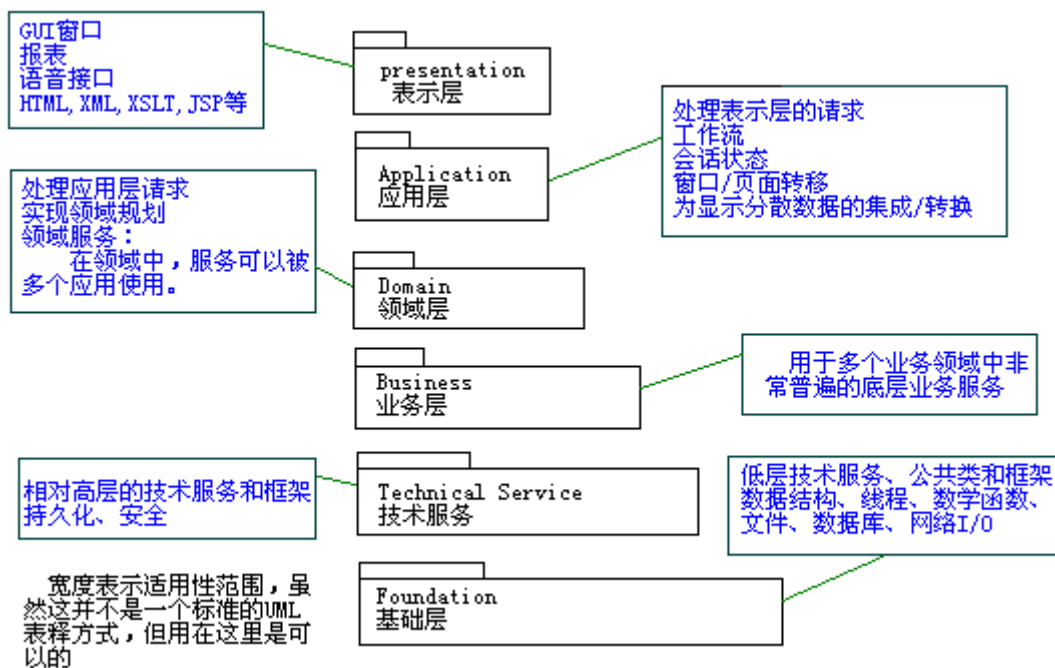 GUI窗口
报表
语音接口
HTML, XML, XSLT, JSP等
presentation
表示层
处理表示层的请求
工作流
会话状态
窗口/页面转移
为显示分散数据的集成/转换
Application
应用层
处理应用层请求
实现领域规划
领域服务：
在领域中，服务可以被
多个应用使用。
Domain
领域层
Business
业务层
用于多个业务领域中非
常普遍的底层业务服务
相对高层的技术服务和框架
持久化、安全
Technical Service
技术服务
低层技术服务、公共类和框架
数据结构、线程、数学函数、
文件、数据库、网络I/O
Foundation
基础层
宽度表示适用性范围，虽
然这并不是一个标准的UML
表释方式，但用在这里是可
以的